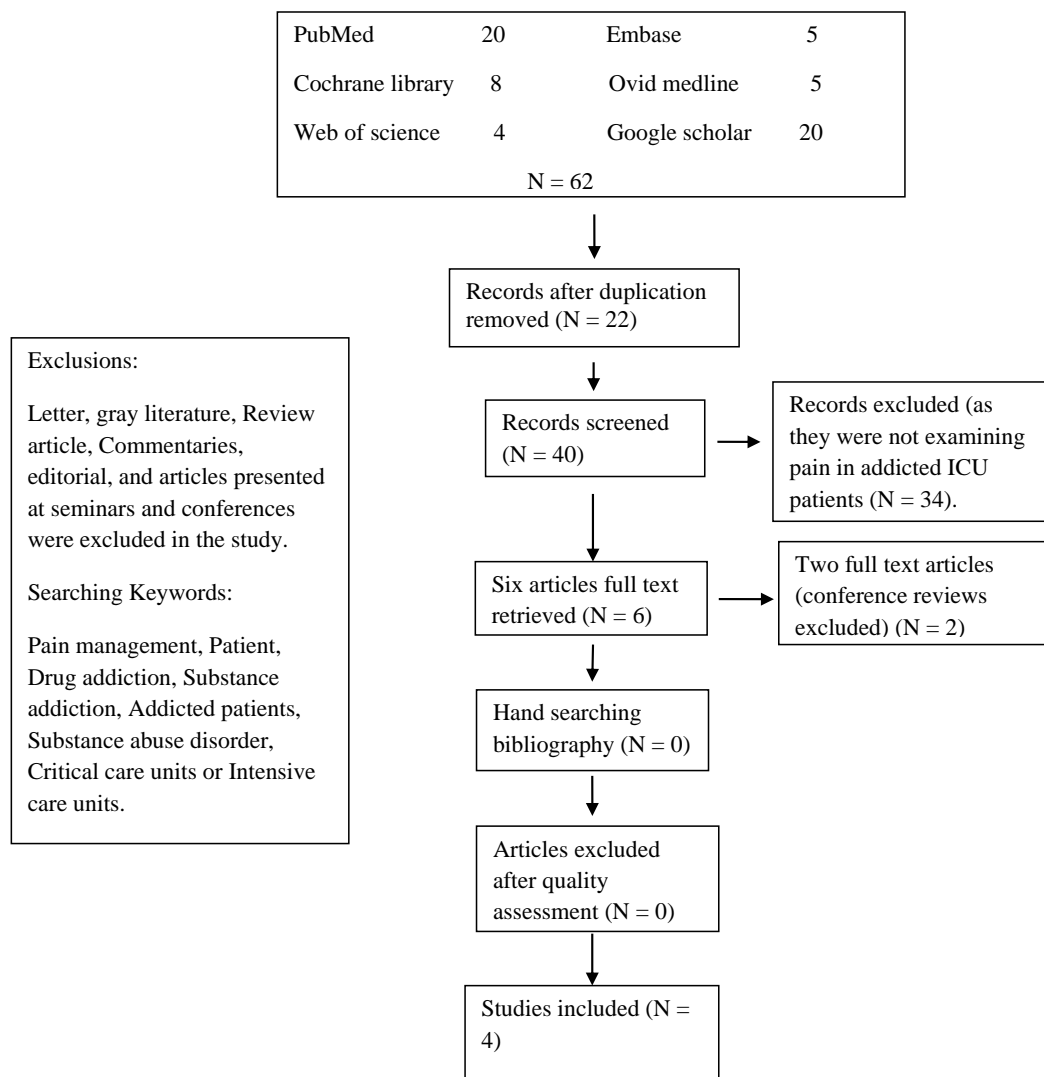 PubMed 20 Embase 5
Cochrane library 8 Ovid medline 5
Web of science 4 Google scholar 20
N = 62
Records after duplication
removed (N = 22)
Exclusions:
Letter, gray literature, Review
article, Commentaries,
editorial, and articles presented
at seminars and conferences
were excluded in the study.
Searching Keywords:
Pain management, Patient,
Drug addiction, Substance
addiction, Addicted patients,
Substance abuse disorder,
Critical care units or Intensive
care units.
Records screened
(N = 40)
Records excluded (as
they were not examining
pain in addicted ICU
patients (N = 34).
Six articles full text
retrieved (N = 6)
Two full text articles
(conference reviews
excluded) (N = 2)
Hand searching
bibliography (N = 0)
Articles excluded
after quality
assessment (N = 0)
Studies included (N =
4)